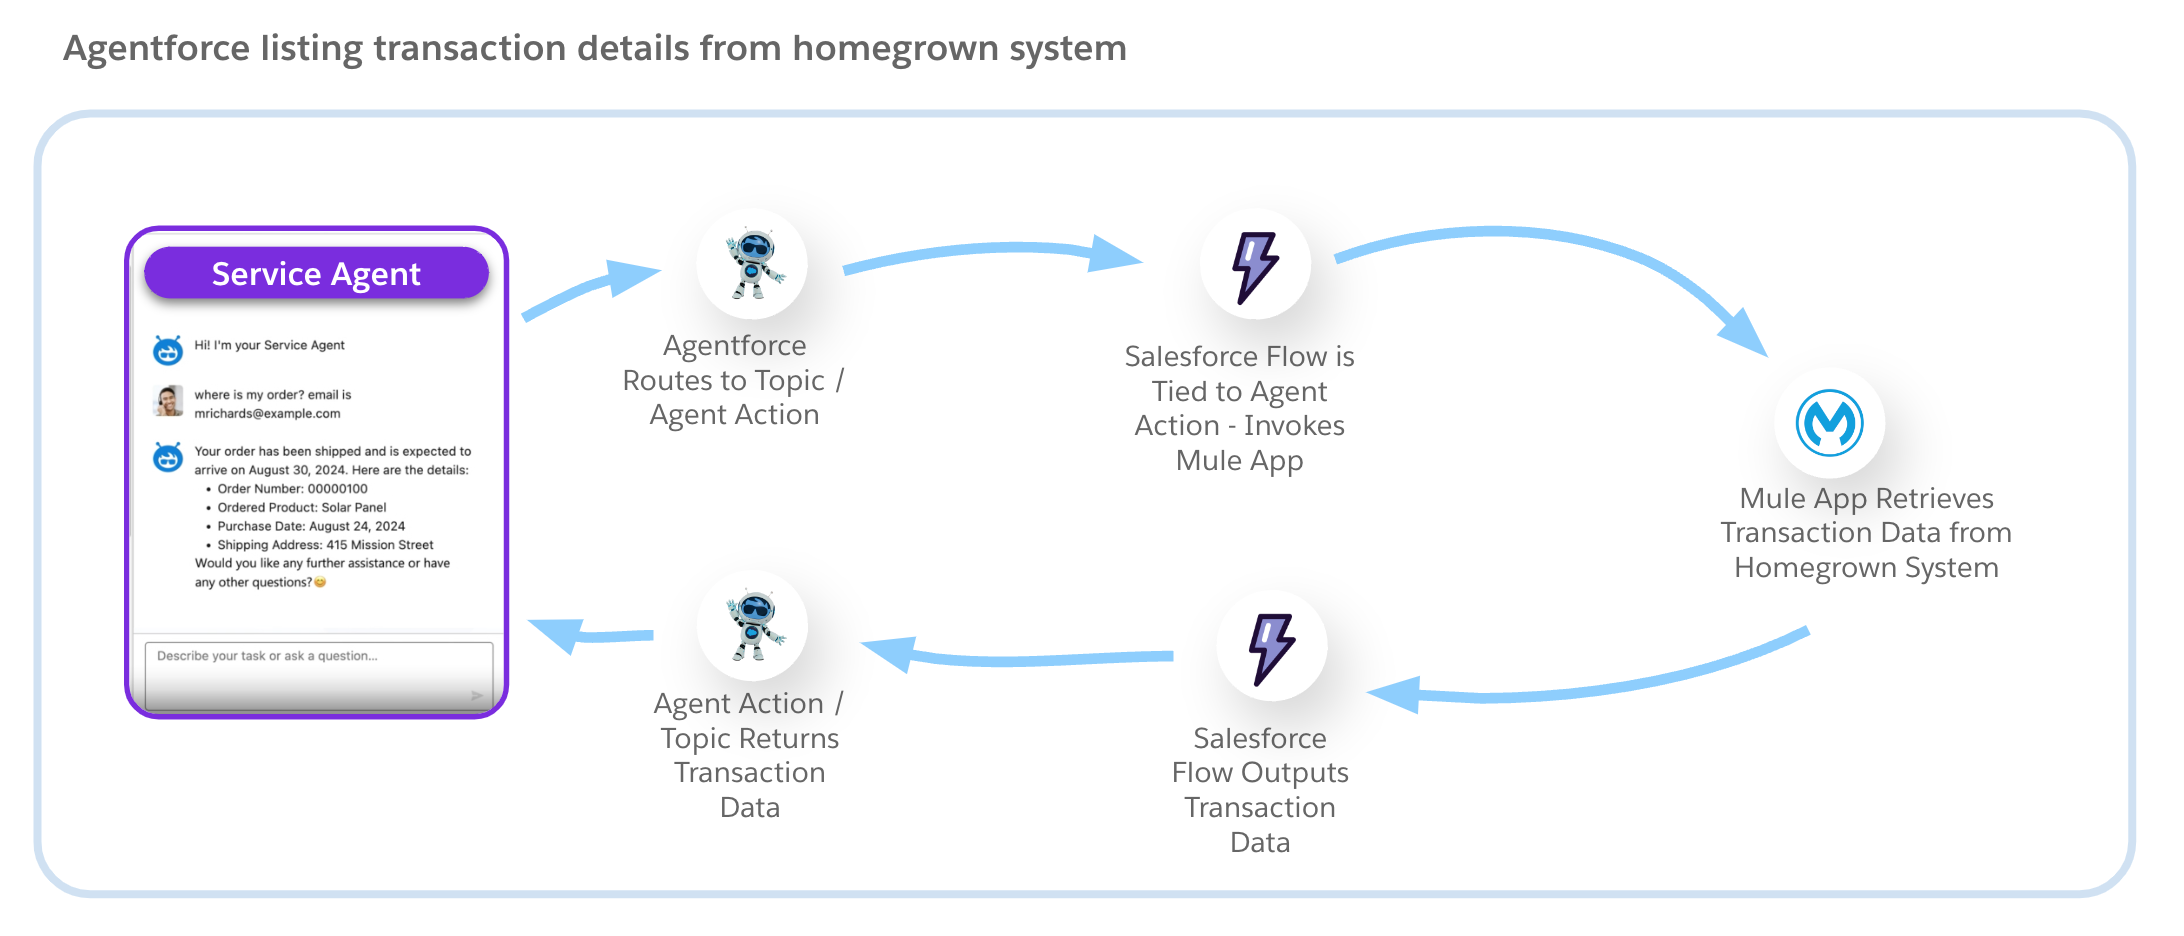 Agentforce listing transaction details from homegrown system
Service Agent
Hi! I'm your Service Agent
where is my order? email is
mrichards@example.com
Your order has been shipped and is expected to
arrive on August 30, 2024. Here are the details:
• Order Number: 00000100
• Ordered Product: Solar Panel
• Purchase Date: August 24, 2024
• Shipping Address: 415 Mission Street
Would you like any further assistance or have
any other questions?😊
Describe your task or ask a question...
Agentforce
Routes to Topic /
Agent Action
Salesforce Flow is
Tied to Agent
Action - Invokes
Mule App
Mule App Retrieves
Transaction Data from
Homegrown System
Salesforce
Flow Outputs
Transaction
Data
Agent Action /
Topic Returns
Transaction
Data